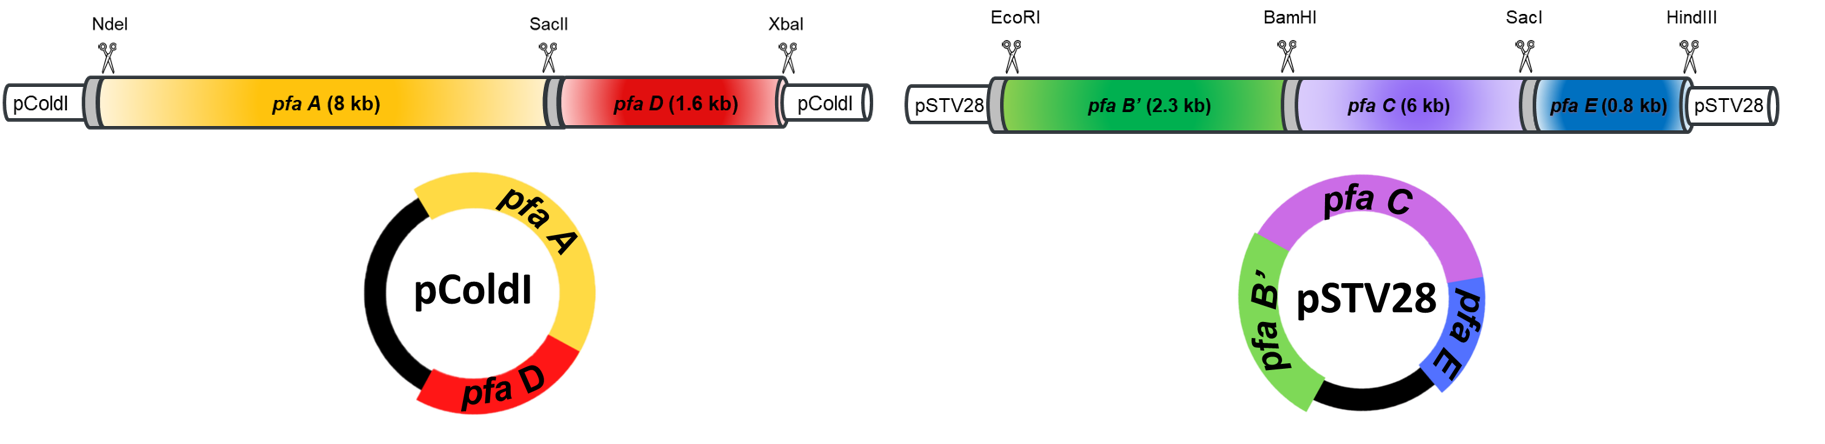 NdeI
SacII
XbaI
EcoRI
BamHI
SacI
HindIII
pColdI
pfa A (8 kb)
pfa D (1.6 kb)
pColdI
pSTV28
pfa B’ (2.3 kb)
pfa C (6 kb)
pfa E (0.8 kb)
pSTV28
pfa A
pColdI
pfa D
pfa C
pfa B’
pSTV28
pfa E